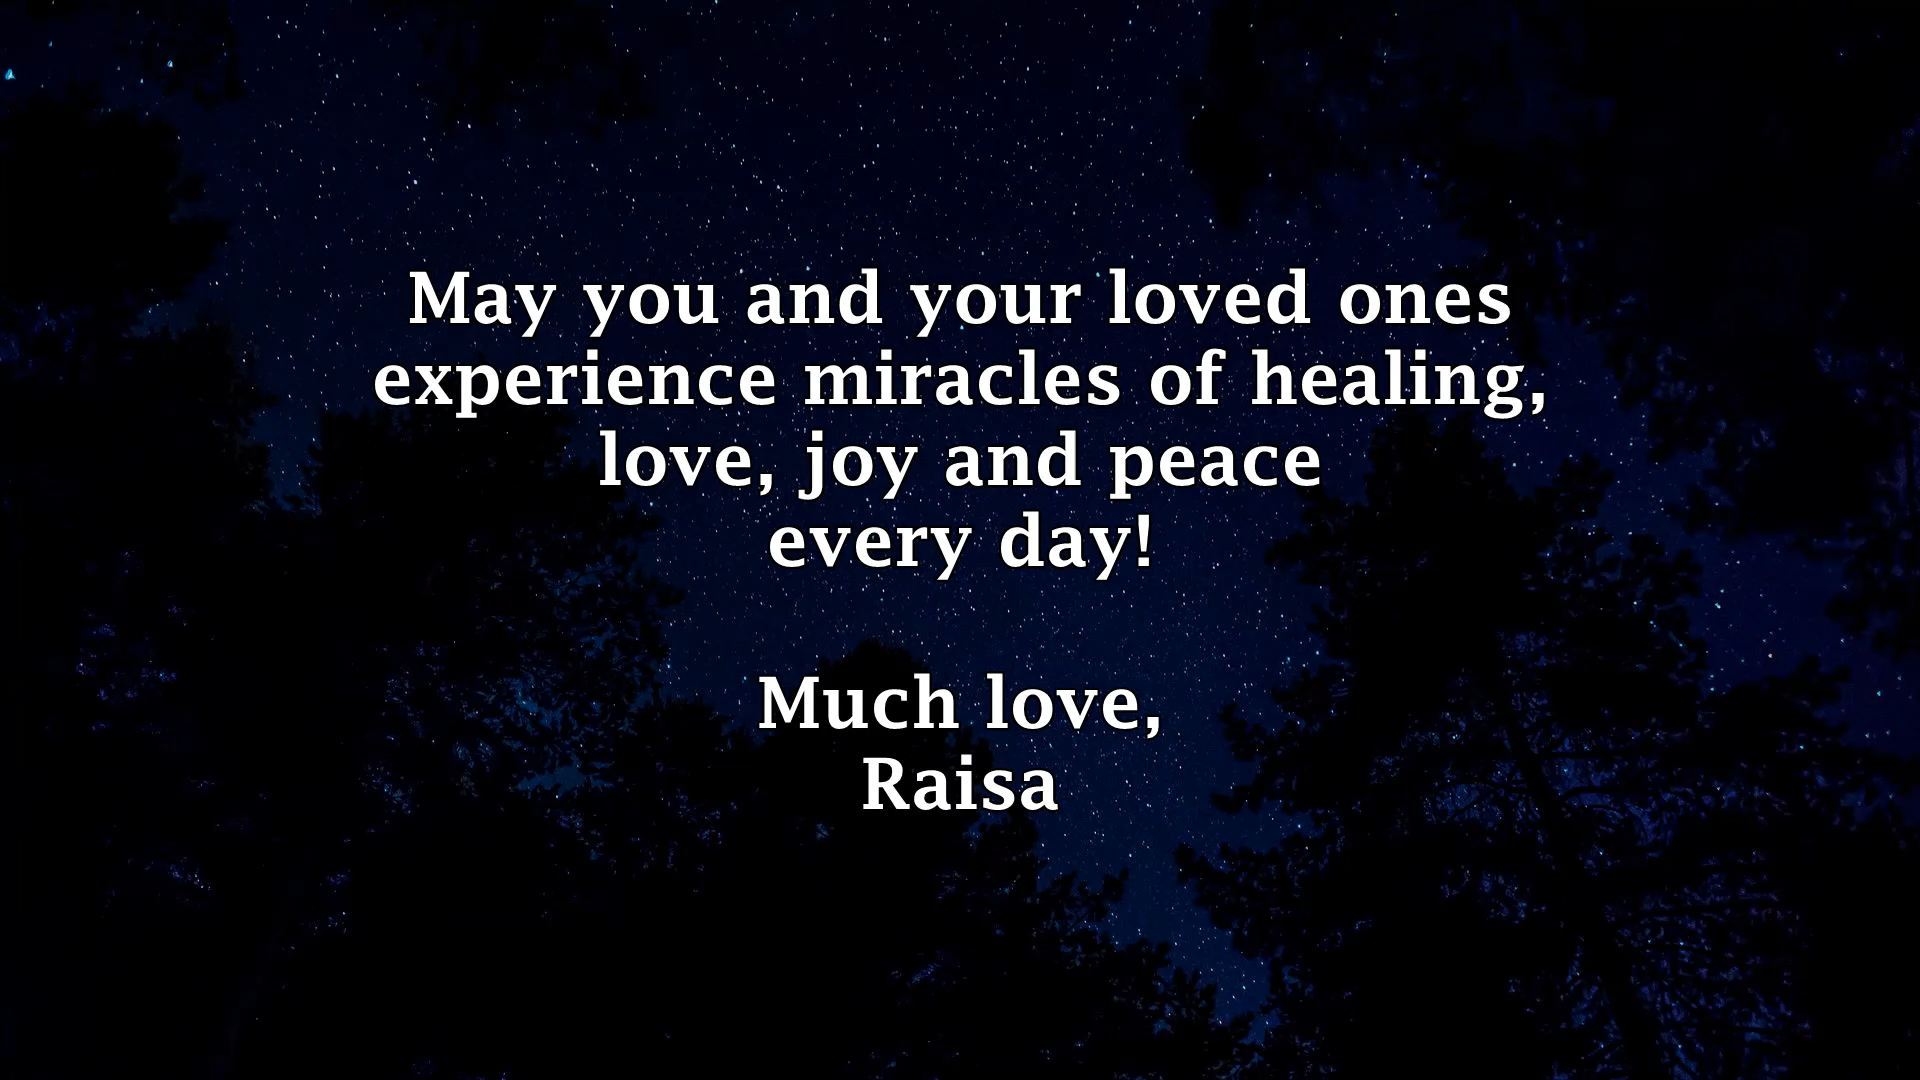 May you and your loved ones
experience miracles of healing,
love, joy and peace
every day!
Much love,
Raisa